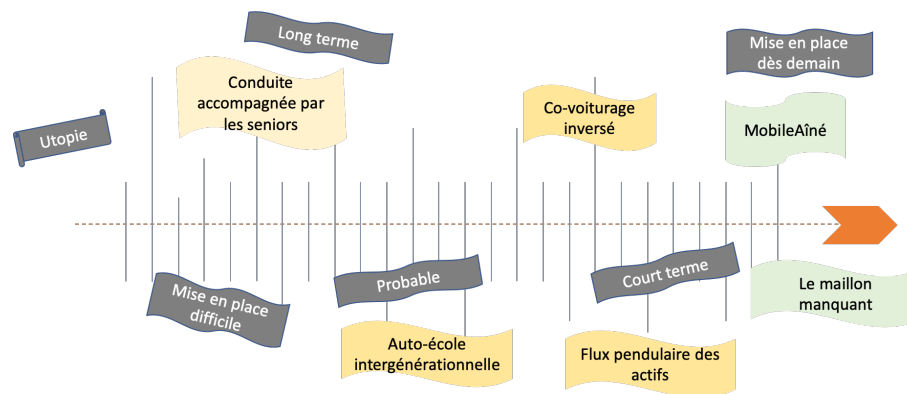 Long terme
Mise en place
dès demain
Conduite
accompagnée par
les seniors
Co-voiturage
inversé
MobileAîné
Utopie
Mise en place
difficile
Probable
Court terme
Le maillon
manquant
Auto-école
intergénérationnelle
Flux pendulaire des
actifs